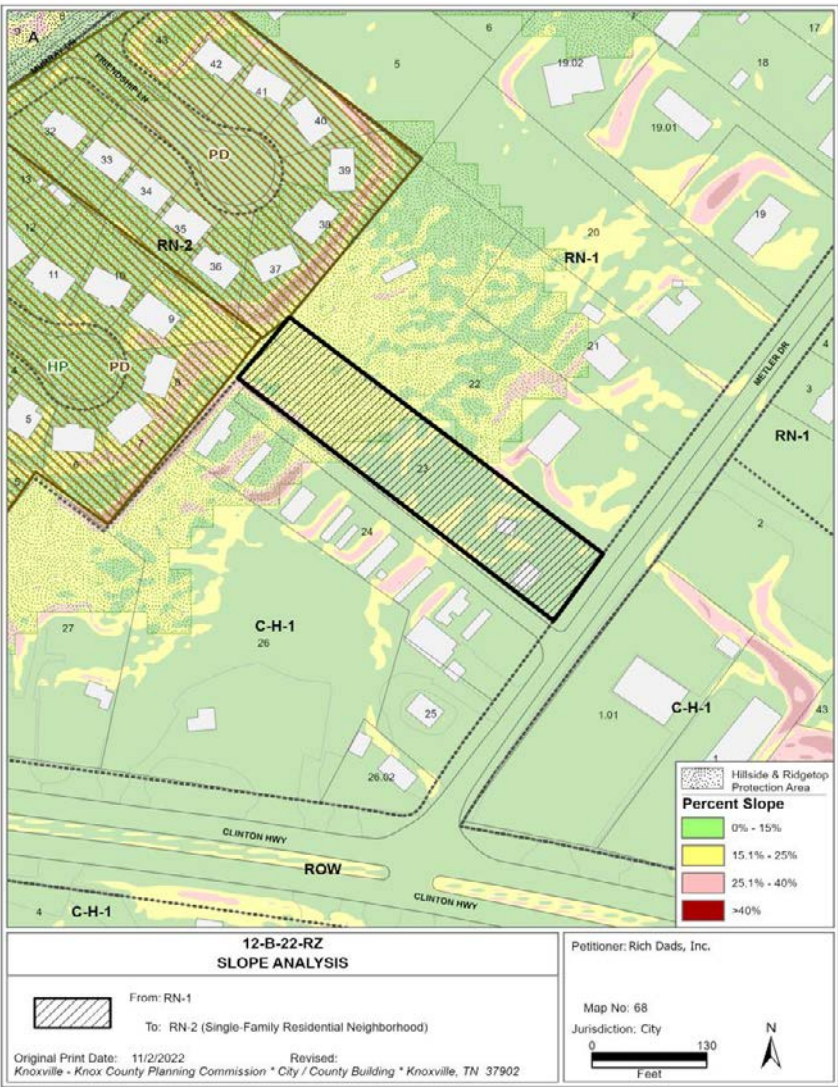 A
43
42
6
17
5
19.02
18
MURRAY DR
FRIENDSHIP LN
41
40
32
33
PD
19.01
34
39
13
35
38
19
12
RN-2
20
36
37
RN-1
11
10
9
21
METLER DR
4
HP
PD
8
22
3
5
7
RN-1
6
23
5
24
2
27
C-H-1
26
25
1.01
C-H-1
43
1
26.02
CLINTON HWY
ROW
CLINTON HWY
4
C-H-1
Hillside & Ridgetop
Protection Area
Percent Slope
0% - 15%
15.1% - 25%
25.1% - 40%
>40%
12-B-22-RZ
SLOPE ANALYSIS
From: RN-1
To: RN-2 (Single-Family Residential Neighborhood)
Original Print Date: 11/2/2022 Revised:
Knoxville - Knox County Planning Commission * City / County Building * Knoxville, TN 37902
Petitioner: Rich Dads, Inc.
Map No: 68
Jurisdiction: City
0 130
Feet
N